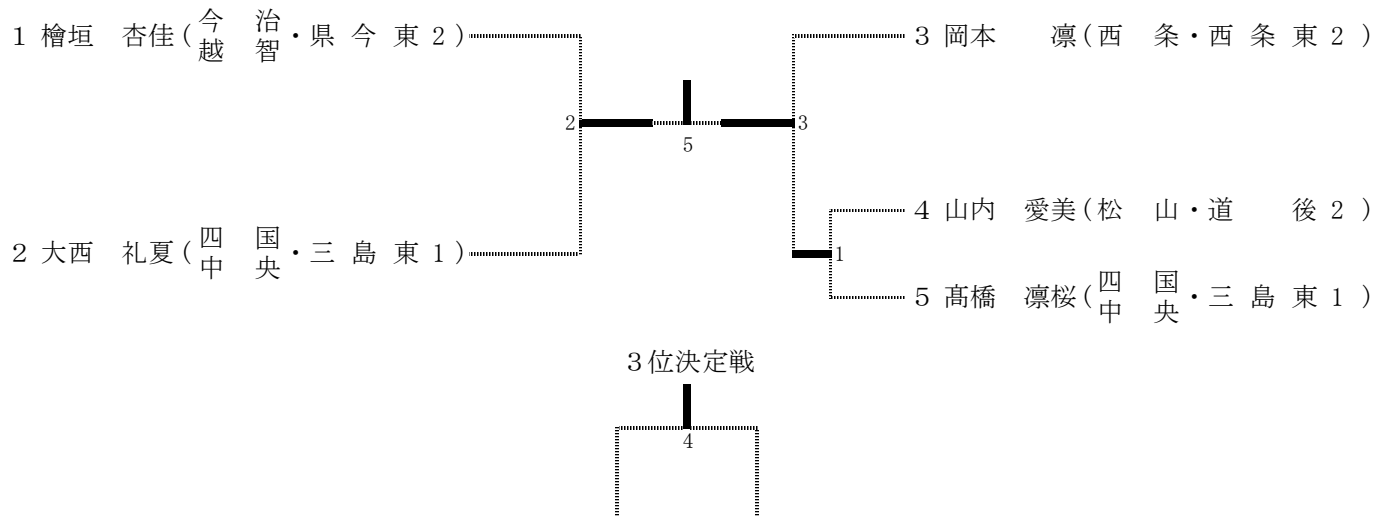 1 檜垣 杏佳(今越 治智・県今東2)
3 岡本 凛(西条・西条東2)
2
3
5
4 山内 愛美(松山・道後2)
2 大西 礼夏(四中 国央・三島東1)
1
5 髙橋 凛桜(四中 国央・三島東1)
3位決定戦
4